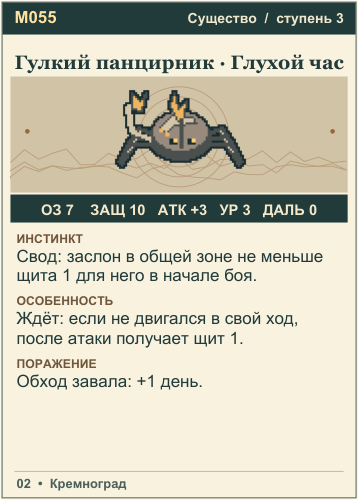 M055
Существо / ступень 3
Гулкий панцирник · Глухой час
ОЗ 7 ЗАЩ 10 АТК +3 УР 3 ДАЛЬ 0
ИНСТИНКТ
Свод: заслон в общей зоне не меньше
щита 1 для него в начале боя.
ОСОБЕННОСТЬ
Ждёт: если не двигался в свой ход,
после атаки получает щит 1.
ПОРАЖЕНИЕ
Обход завала: +1 день.
02 • Кремноград